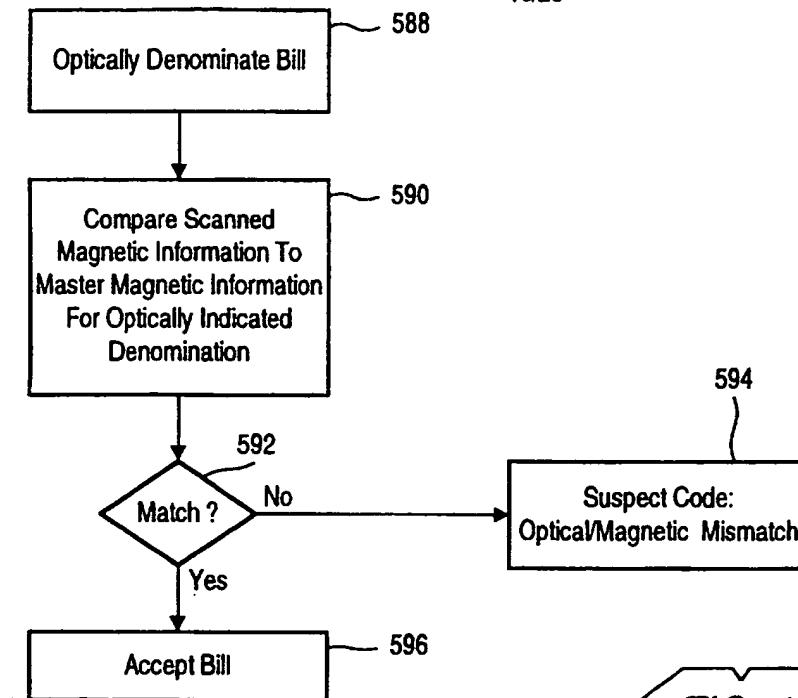 588
Optically Denominate Bill
590
Compare Scanned
Magnetic Information To
Master Magnetic Information
For Optically Indicated
Denomination
594
592
Match ?
No
Suspect Code:
Optical/Magnetic Mismatch
Yes
596
Accept Bill